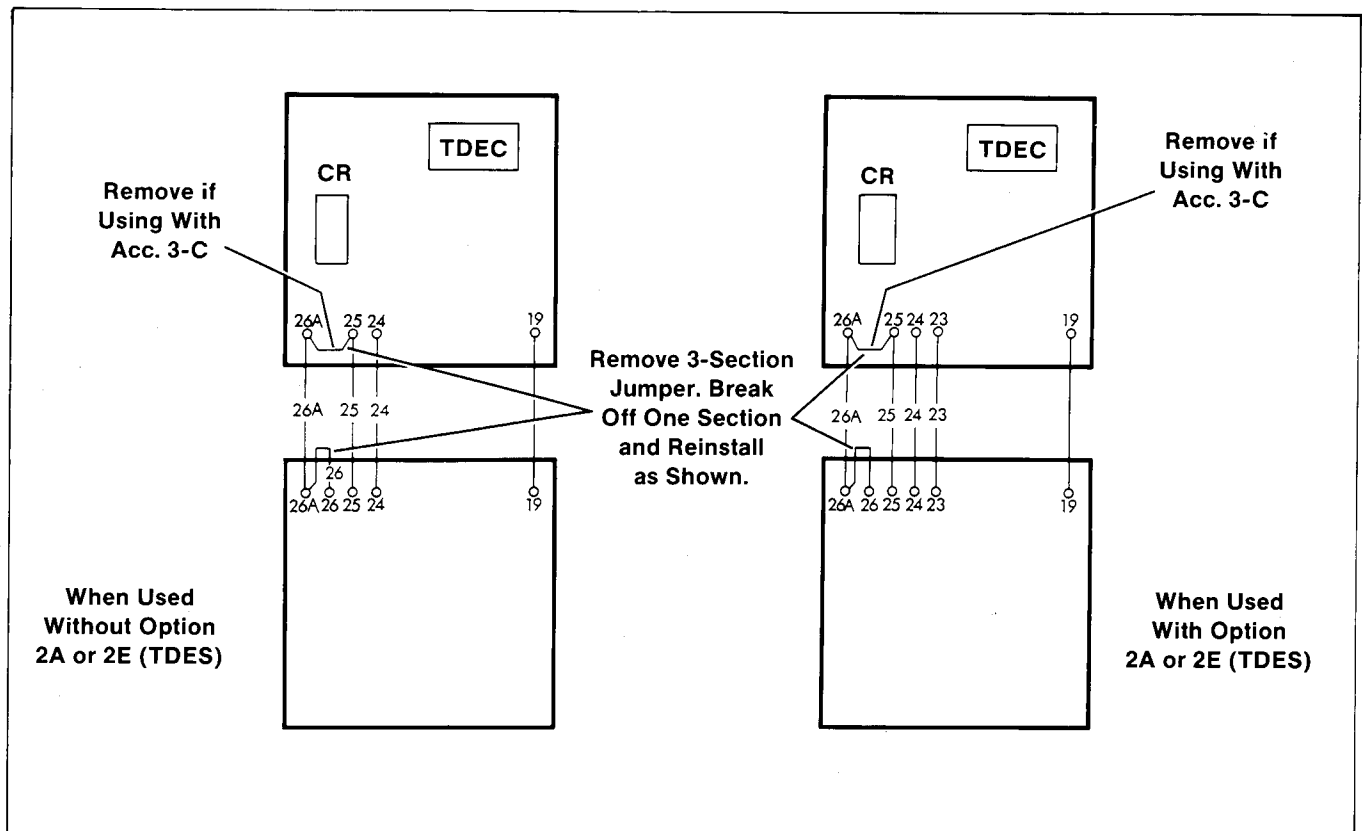 TDEC
CR
Remove if
Using With
Acc. 3-C
26A 25 24 19
26A 25 24
26
26A 26 25 24 19
When Used
Without Option
2A or 2E (TDES)
Remove 3-Section
Jumper. Break
Off One Section
and Reinstall
as Shown.
TDEC
CR
Remove if
Using With
Acc. 3-C
26A 25 24 23 19
26A 25 24 23
26A 26 25 24 23 19
When Used
With Option
2A or 2E (TDES)